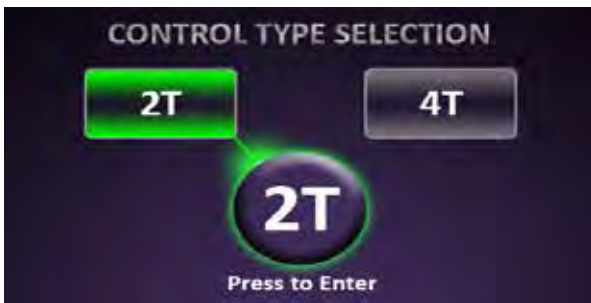 CONTROL TYPE SELECTION
2T 4T
2T
Press to Enter